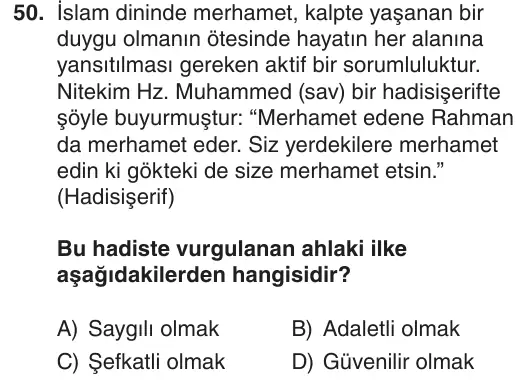 50. İslam dininde merhamet, kalpte yaşanan bir
duygu olmanın ötesinde hayatın her alanına
yansıtılması gereken aktif bir sorumluluktur.
Nitekim Hz. Muhammed (sav) bir hadisişerifte
şöyle buyurmuştur: “Merhamet edene Rahman
da merhamet eder. Siz yerdekilere merhamet
edin ki gökteki de size merhamet etsin.”
(Hadisişerif)
Bu hadiste vurgulanan ahlaki ilke
aşağıdakilerden hangisidir?
A) Saygılı olmak B) Adaletli olmak
C) Şefkatli olmak D) Güvenilir olmak